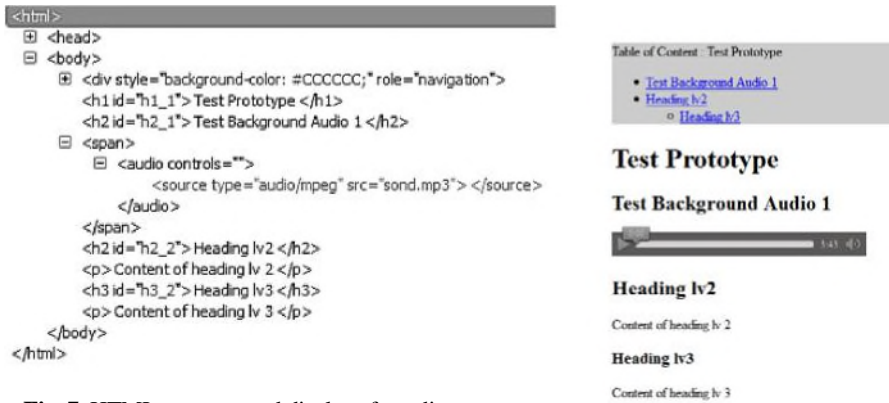 <html>
<head>
<body>
<div style="background-color: #CCCCCC;" role="navigation">
<h1 id="h1_1"> Test Prototype </h1>
<h2 id="h2_1"> Test Background Audio 1 </h2>
<span>
<audio controls="">
<source type="audio/mpeg" src="sond.mp3"> </source>
</audio>
</span>
<h2 id="h2_2"> Heading lv2 </h2>
<p> Content of heading lv 2 </p>
<h3 id="h3_2"> Heading lv3 </h3>
<p> Content of heading lv 3 </p>
</body>
</html>
Table of Content : Test Prototype
Test Background Audio 1
Heading lv2
Heading lv3
Test Prototype
Test Background Audio 1
3:43
Heading lv2
Content of heading lv 2
Heading lv3
Content of heading lv 3